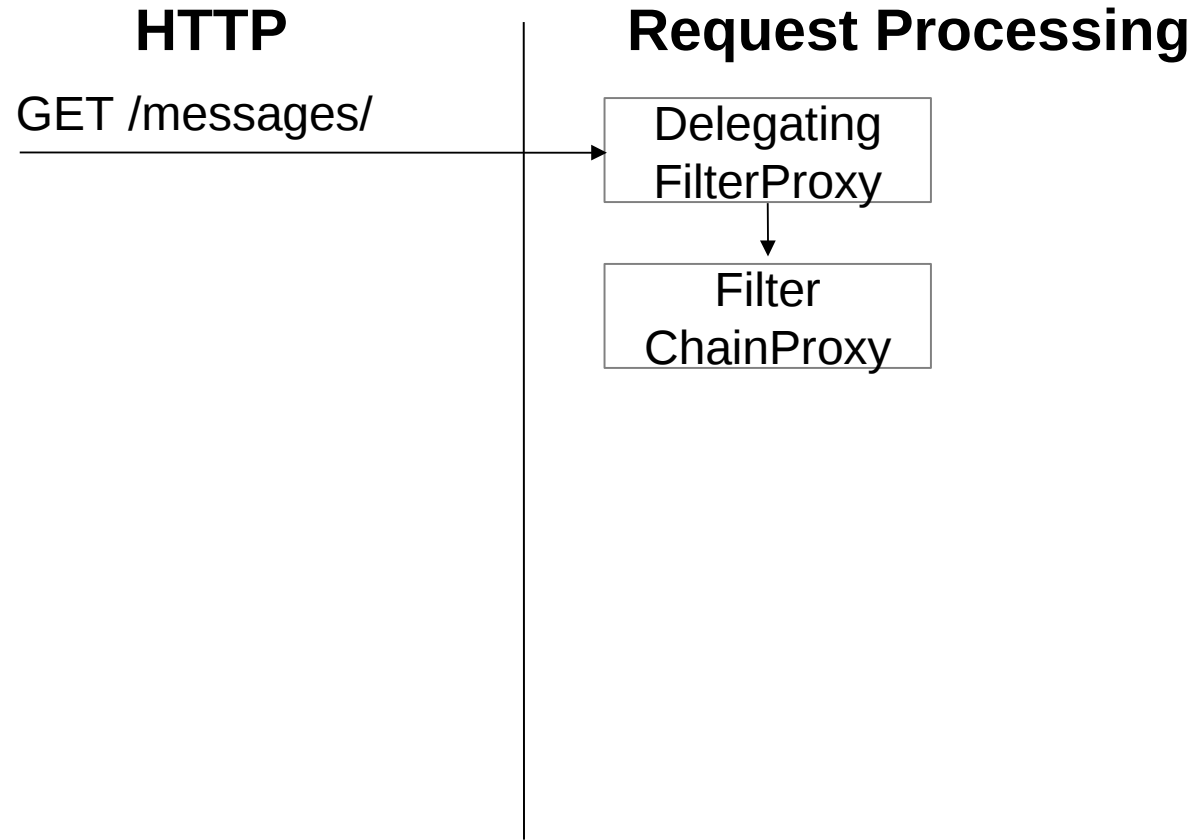 HTTP
Request Processing
GET /messages/
Delegating
FilterProxy
Filter
ChainProxy